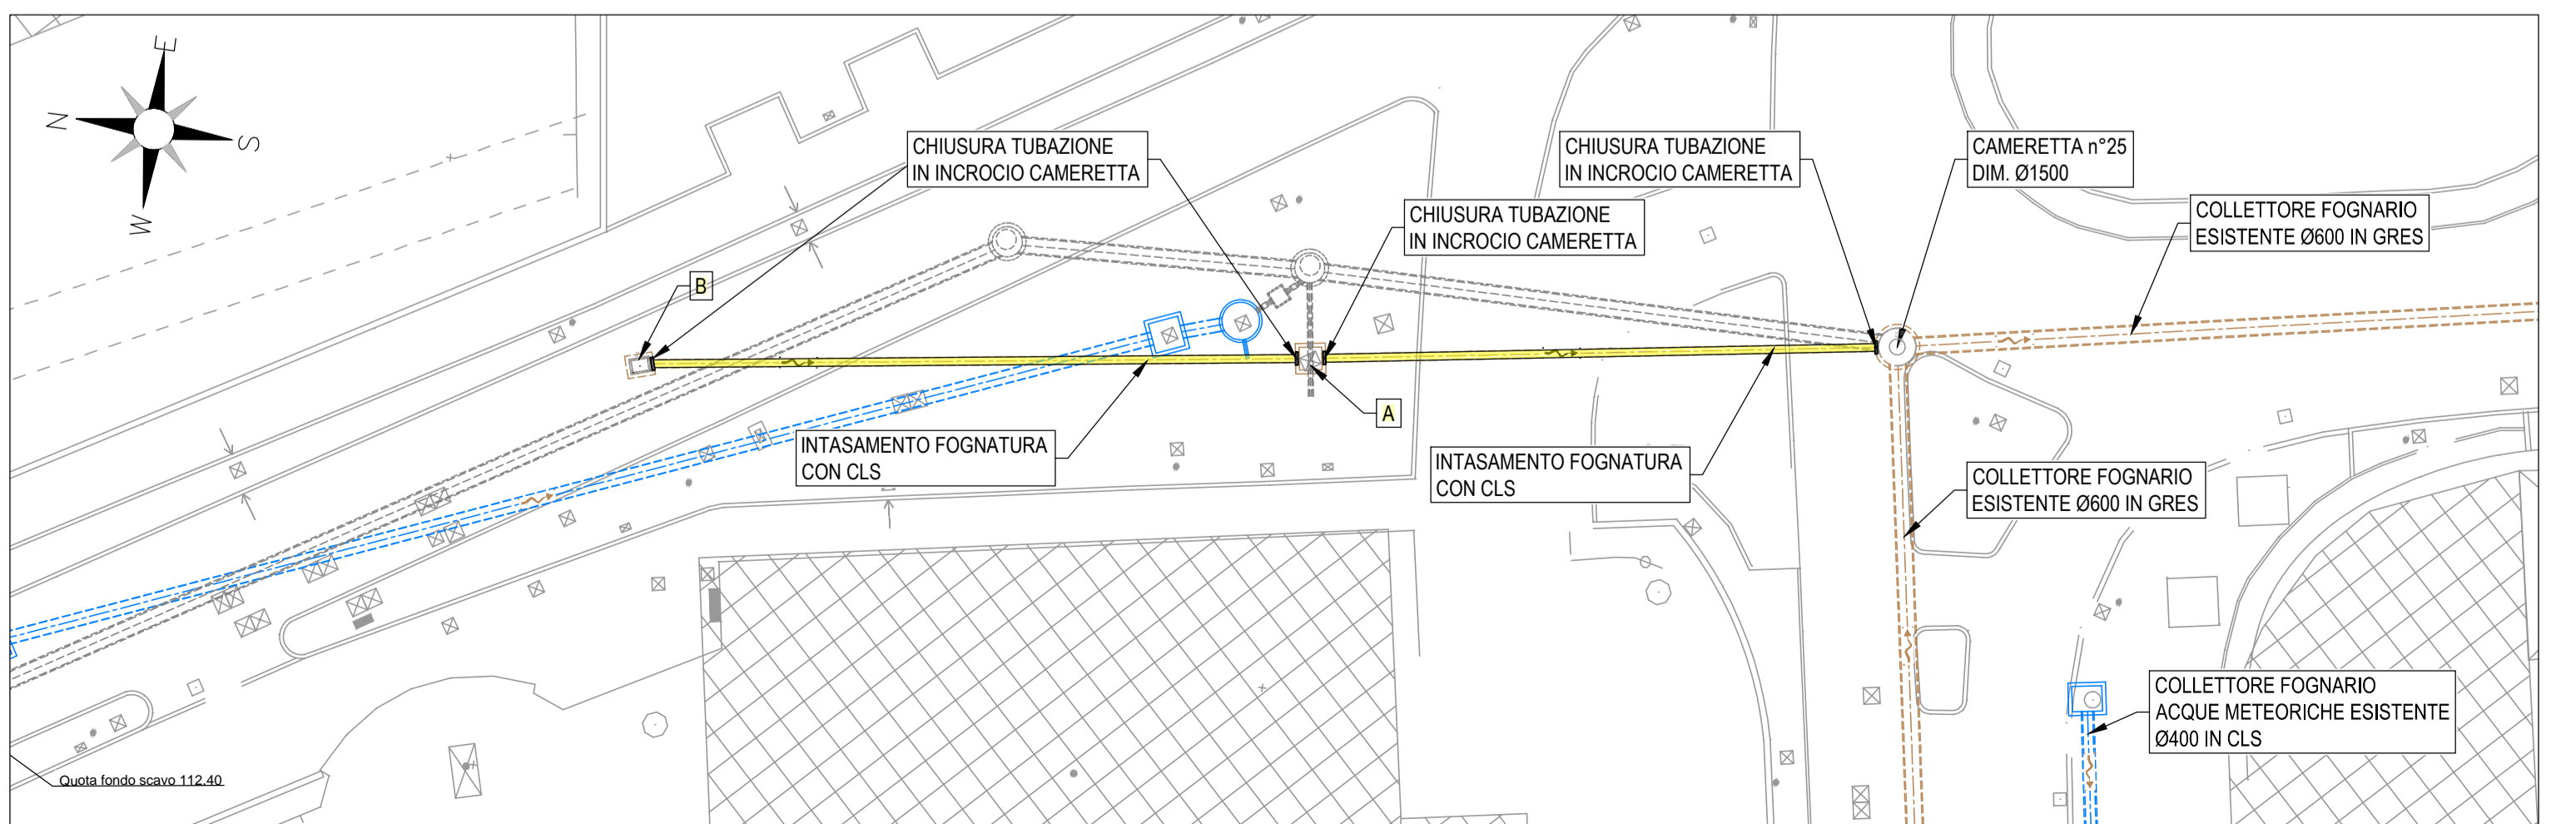 E
N
S
W
CHIUSURA TUBAZIONE
IN INCROCIO CAMERETTA
CHIUSURA TUBAZIONE
IN INCROCIO CAMERETTA
CAMERETTA n°25
DIM. Ø1500
CHIUSURA TUBAZIONE
IN INCROCIO CAMERETTA
COLLETTORE FOGNARIO
ESISTENTE Ø600 IN GRES
B
A
INTASAMENTO FOGNATURA
CON CLS
INTASAMENTO FOGNATURA
CON CLS
COLLETTORE FOGNARIO
ESISTENTE Ø600 IN GRES
COLLETTORE FOGNARIO
ACQUE METEORICHE ESISTENTE
Ø400 IN CLS
Quota fondo scavo 112.40